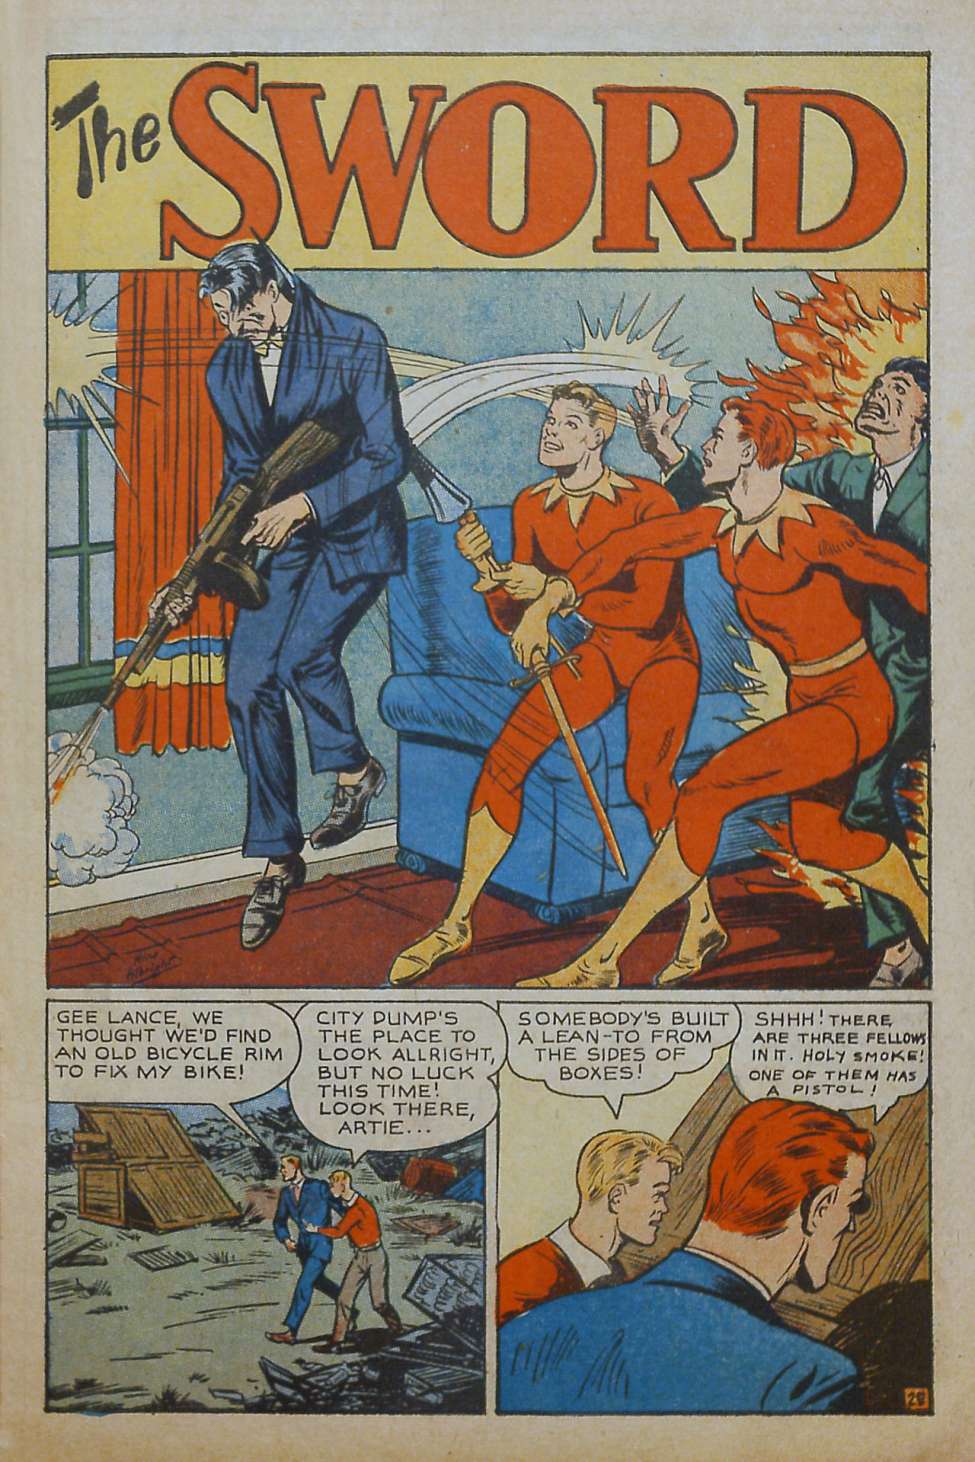 The SWORD
GEE LANCE, WE
THOUGHT WE'D FIND
AN OLD BICYCLE RIM
TO FIX MY BIKE!
CITY DUMP'S
THE PLACE TO
LOOK ALLRIGHT,
BUT NO LUCK
THIS TIME!
LOOK THERE,
ARTIE...
SOMEBODY'S BUILT
A LEAN-TO FROM
THE SIDES OF
BOXES!
SHHH! THERE
ARE THREE FELLOWS
IN IT. HOLY SMOKE!
ONE OF THEM HAS
A PISTOL!